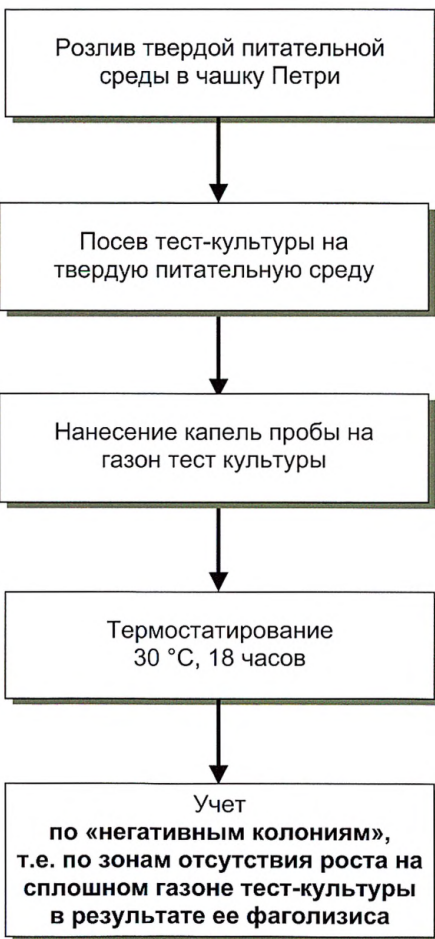 Розлив твердой питательной
среды в чашку Петри
Посев тест-культуры на
твердую питательную среду
Нанесение капель пробы на
газон тест культуры
Термостатирование
30 °С, 18 часов
Учет
по «негативным колониям»,
т.е. по зонам отсутствия роста на
сплошном газоне тест-культуры
в результате ее фаголизиса